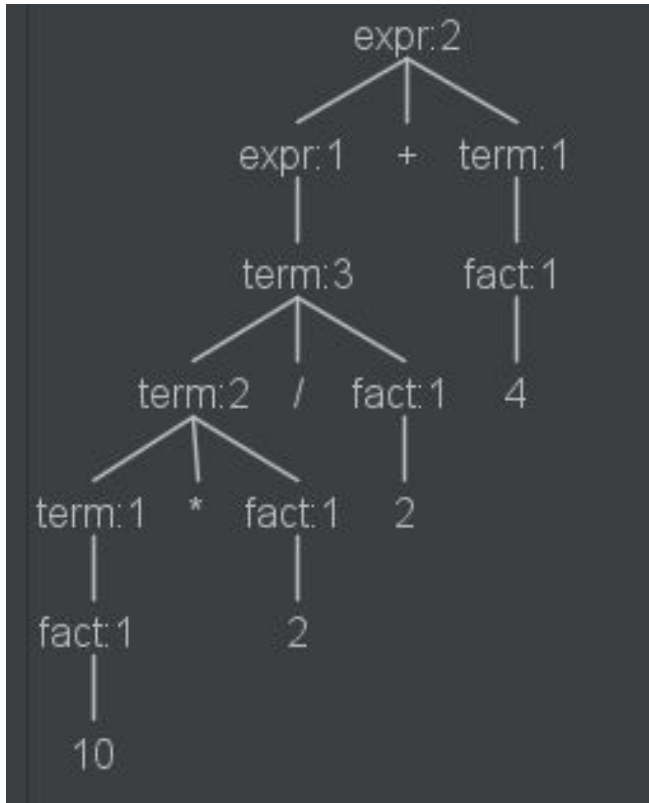 expr:2
expr:1 + term:1
term:3 fact:1
term:2 / fact:1 4
term:1 * fact:1 2
fact:1 2
10